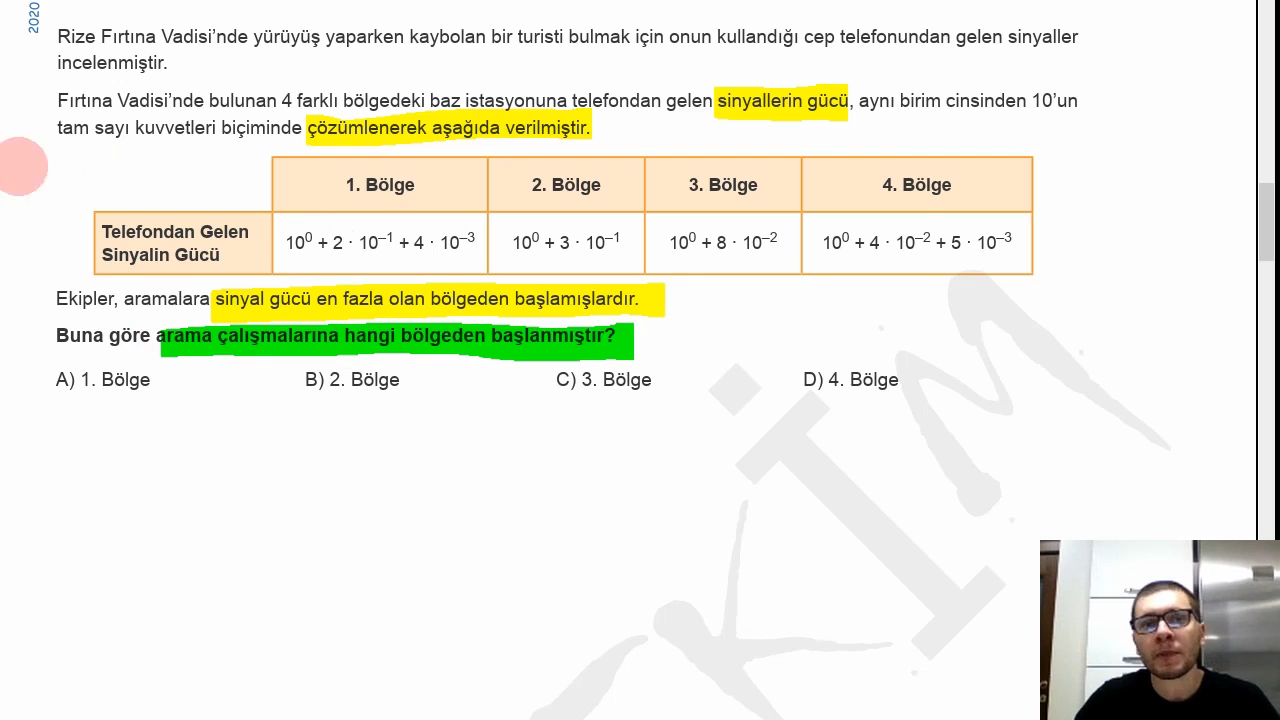 2020
Rize Fırtına Vadisi’nde yürüyüş yaparken kaybolan bir turisti bulmak için onun kullandığı cep telefonundan gelen sinyaller
incelenmiştir.
Fırtına Vadisi’nde bulunan 4 farklı bölgedeki baz istasyonuna telefondan gelen sinyallerin gücü, aynı birim cinsinden 10’un
tam sayı kuvvetleri biçiminde çözümlenerek aşağıda verilmiştir.
1. Bölge 2. Bölge 3. Bölge 4. Bölge
Telefondan Gelen
Sinyalin Gücü
10⁰ + 2 · 10⁻¹ + 4 · 10⁻³ 10⁰ + 3 · 10⁻¹ 10⁰ + 8 · 10⁻² 10⁰ + 4 · 10⁻² + 5 · 10⁻³
Ekipler, aramalara sinyal gücü en fazla olan bölgeden başlamışlardır.
Buna göre arama çalışmalarına hangi bölgeden başlanmıştır?
A) 1. Bölge B) 2. Bölge C) 3. Bölge D) 4. Bölge